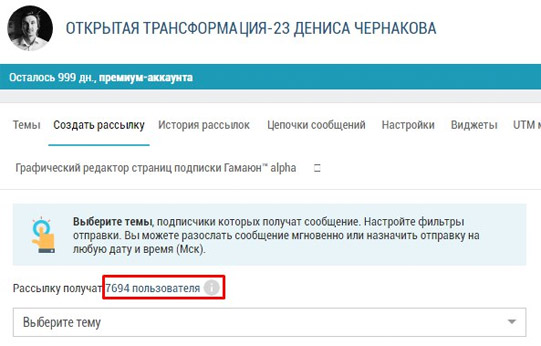 ОТКРЫТАЯ ТРАНСФОРМАЦИЯ-23 ДЕНИСА ЧЕРНАКОВА
Осталось 999 дн., премиум-аккаунта
Темы Создать рассылку История рассылок Цепочки сообщений Настройки Виджеты UTM
Графический редактор страниц подписки Гамаюн™ alpha
Выберите темы, подписчики которых получат сообщение. Настройте фильтры
отправки. Вы можете разослать сообщение мгновенно или назначить отправку на
любую дату и время (Мск).
Рассылку получат 7694 пользователя
Выберите тему